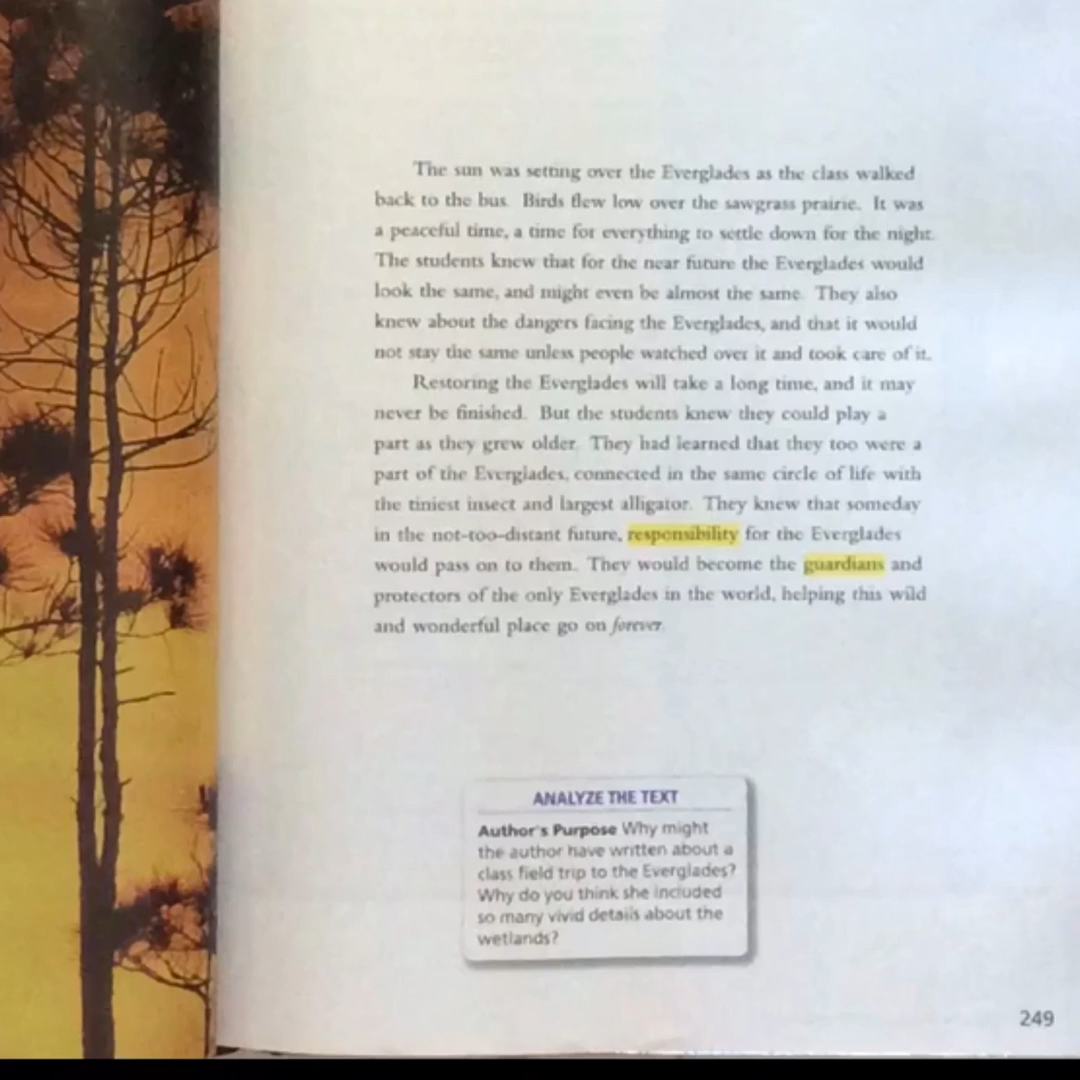 The sun was setting over the Everglades as the class walked
back to the bus. Birds flew low over the sawgrass prairie. It was
a peaceful time, a time for everything to settle down for the night.
The students knew that for the near future the Everglades would
look the same, and might even be almost the same. They also
knew about the dangers facing the Everglades, and that it would
not stay the same unless people watched over it and took care of it.
Restoring the Everglades will take a long time, and it may
never be finished. But the students knew they could play a
part as they grew older. They had learned that they too were a
part of the Everglades, connected in the same circle of life with
the tiniest insect and largest alligator. They knew that someday
in the not-too-distant future, responsibility for the Everglades
would pass on to them. They would become the guardians and
protectors of the only Everglades in the world, helping this wild
and wonderful place go on forever.
ANALYZE THE TEXT
Author's Purpose Why might
the author have written about a
class field trip to the Everglades?
Why do you think she included
so many vivid details about the
wetlands?
249